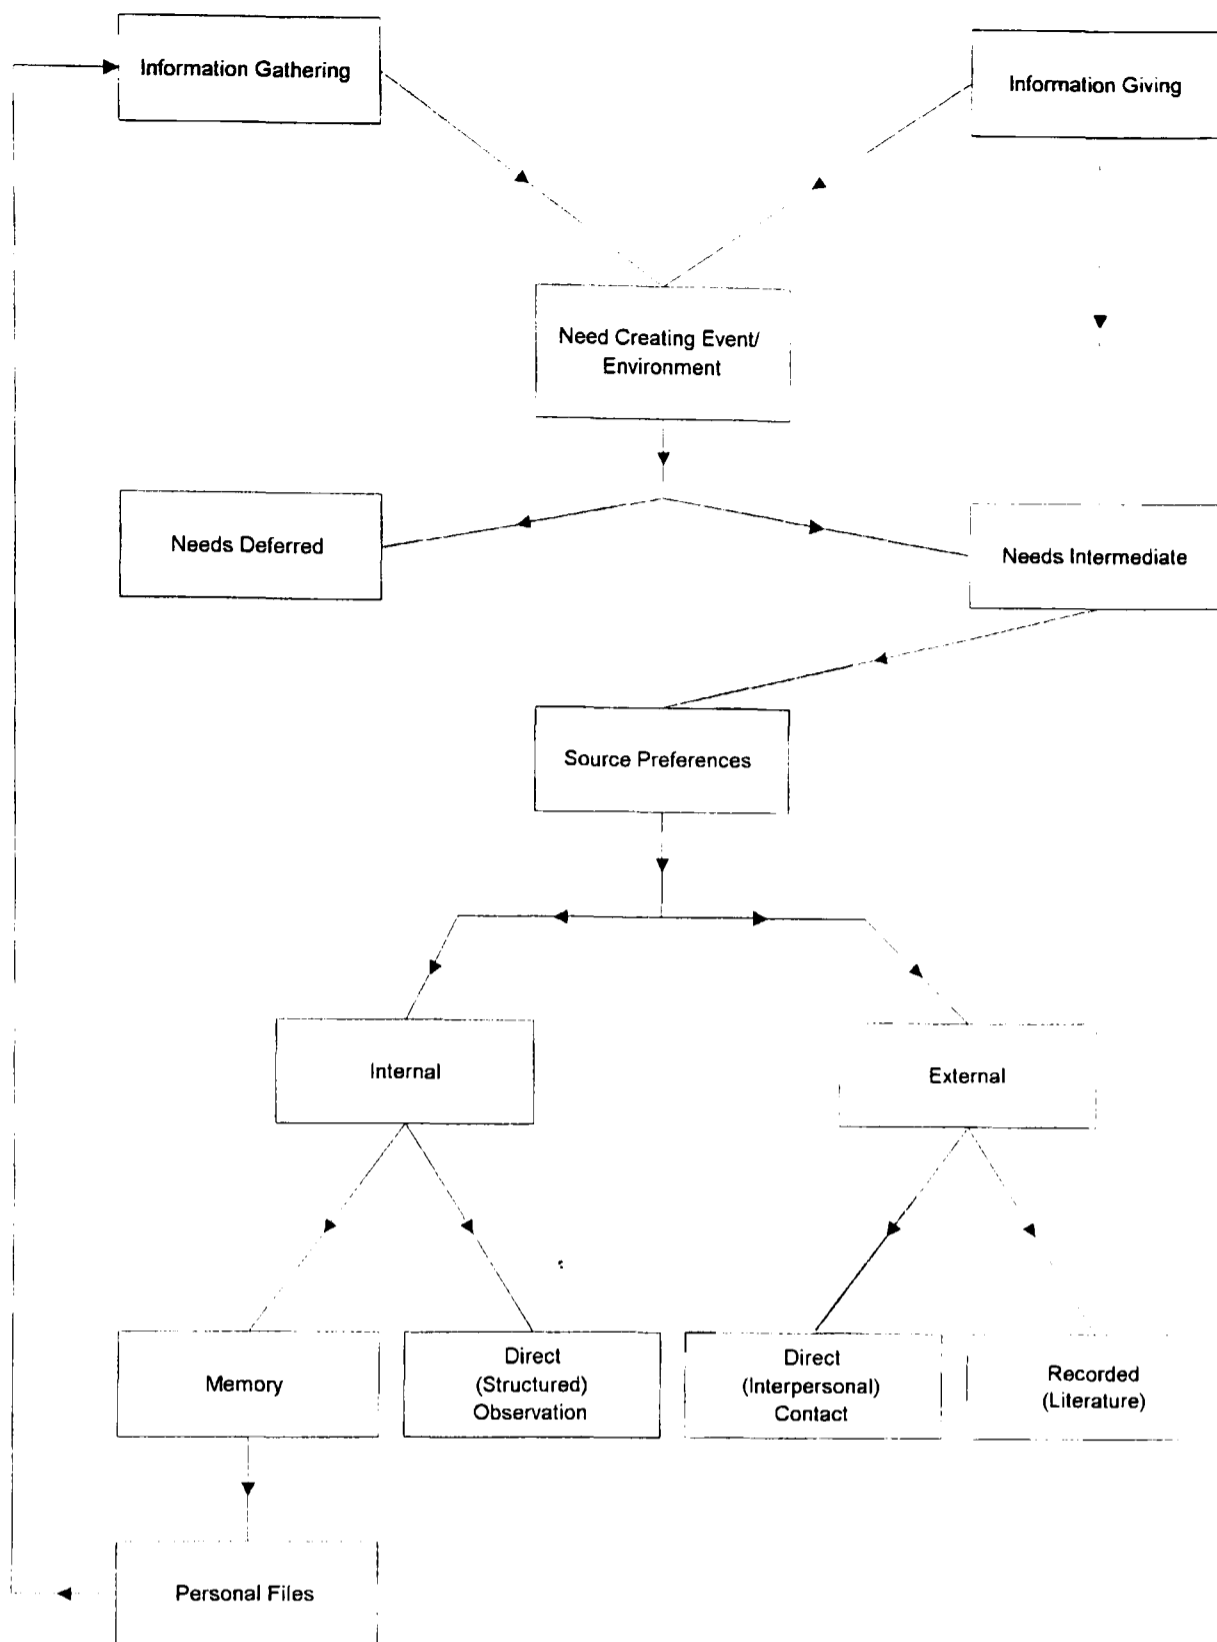 Information Gathering
Information Giving
Need Creating Event/
Environment
Needs Deferred
Needs Intermediate
Source Preferences
Internal
External
Memory
Direct
(Structured)
Observation
Direct
(Interpersonal)
Contact
Recorded
(Literature)
Personal Files